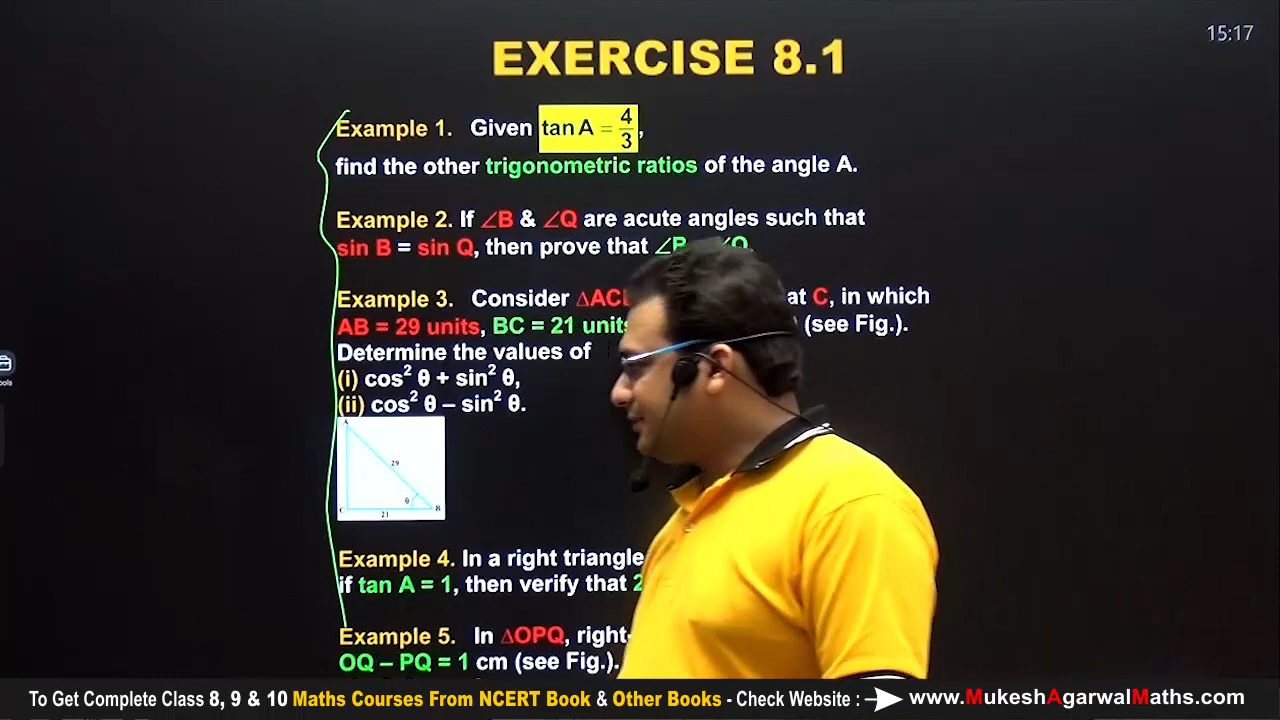 15:17
EXERCISE 8.1
Example 1. Given tan A = 4/3,
find the other trigonometric ratios of the angle A.
Example 2. If ∠B & ∠Q are acute angles such that
sin B = sin Q, then prove that ∠B
Example 3. Consider ∆AC at C, in which
AB = 29 units, BC = 21 units (see Fig.).
Determine the values of
(i) cos² θ + sin² θ,
(ii) cos² θ – sin² θ.
A
29
θ
C B
21
Example 4. In a right triangle
if tan A = 1, then verify that 2
Example 5. In ∆OPQ, right-
OQ – PQ = 1 cm (see Fig.).
ools
To Get Complete Class 8, 9 & 10 Maths Courses From NCERT Book & Other Books - Check Website : www.MukeshAgarwalMaths.com